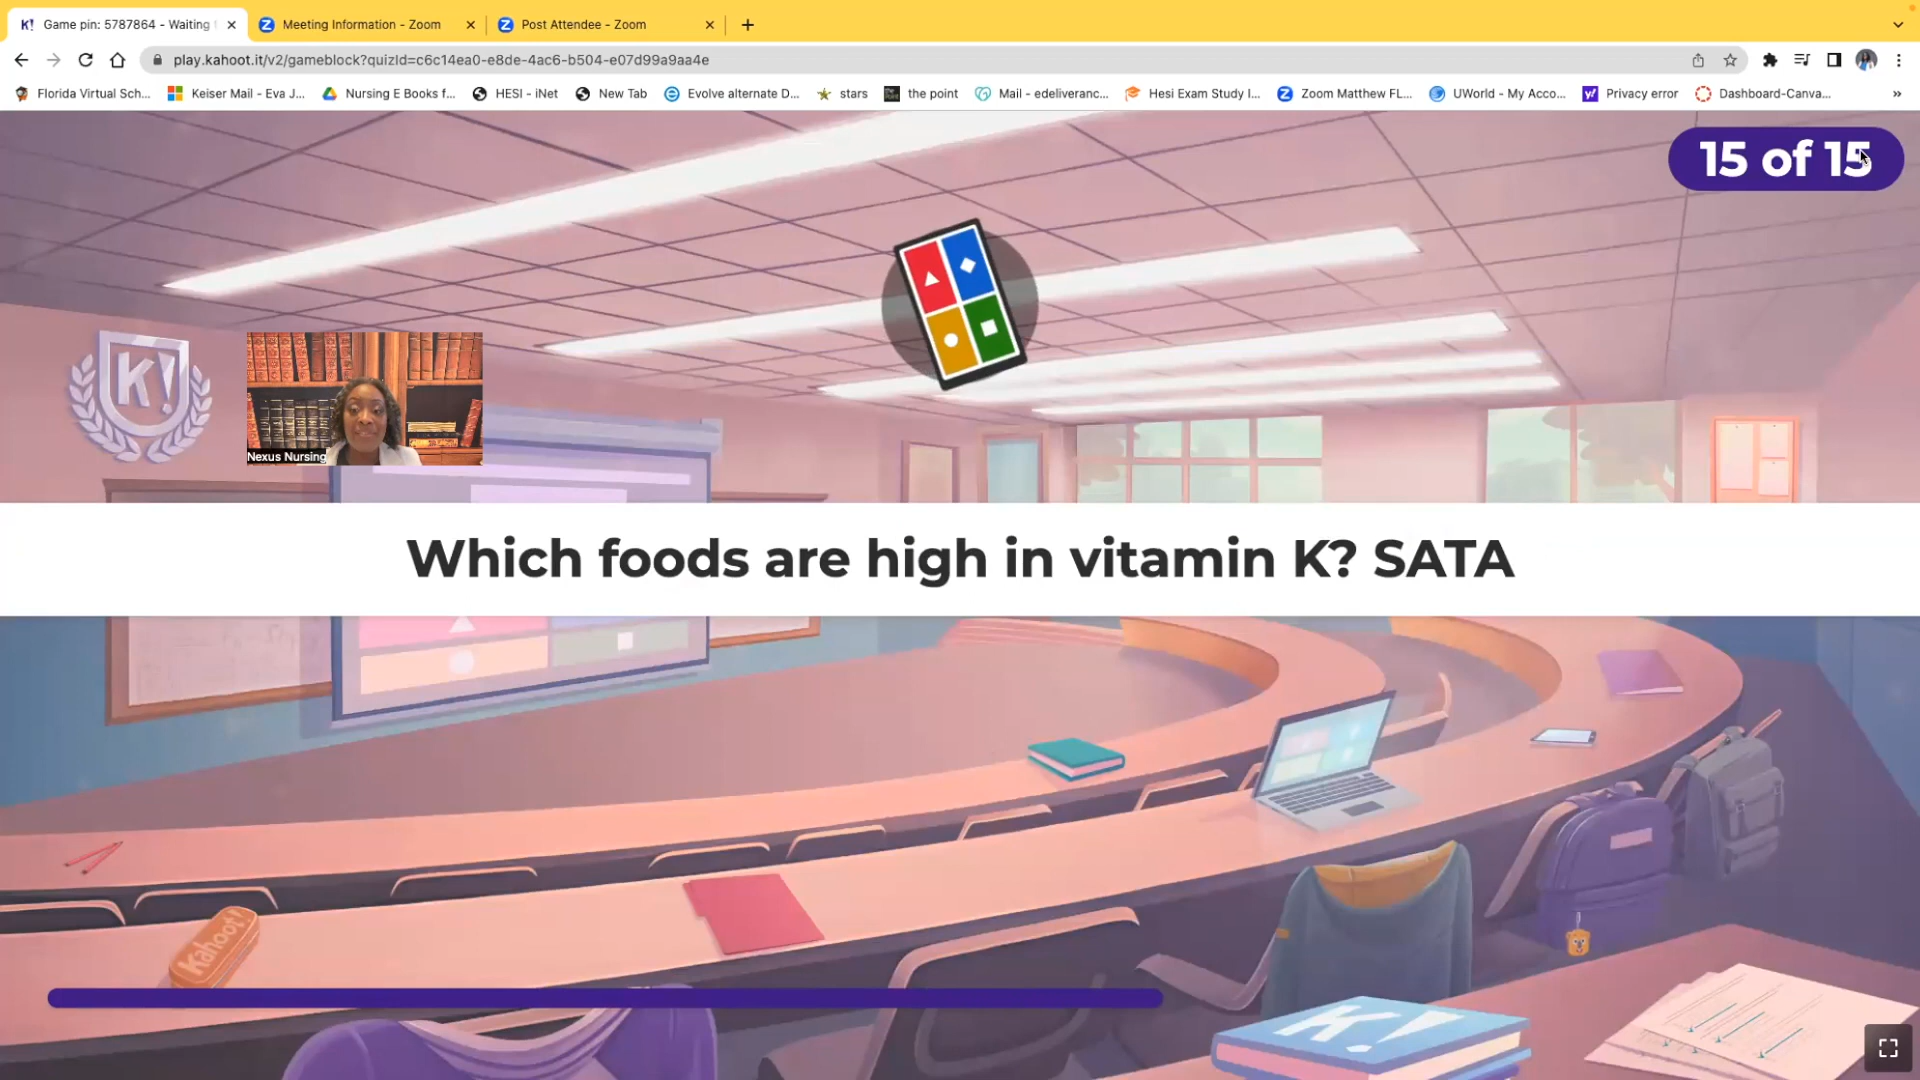 Game pin: 5787864 - Waiting
Meeting Information - Zoom
Post Attendee - Zoom
play.kahoot.it/v2/gameblock?quizId=c6c14ea0-e8de-4ac6-b504-e07d99a9aa4e
Florida Virtual Sch...
Keiser Mail - Eva J...
Nursing E Books f...
HESI - iNet
New Tab
Evolve alternate D...
stars
the point
Mail - edeliveranc...
Hesi Exam Study I...
Zoom Matthew FL...
UWorld - My Acco...
Privacy error
Dashboard-Canva...
15 of 15
K!
Nexus Nursing
Which foods are high in vitamin K? SATA
Kahoot!
K!